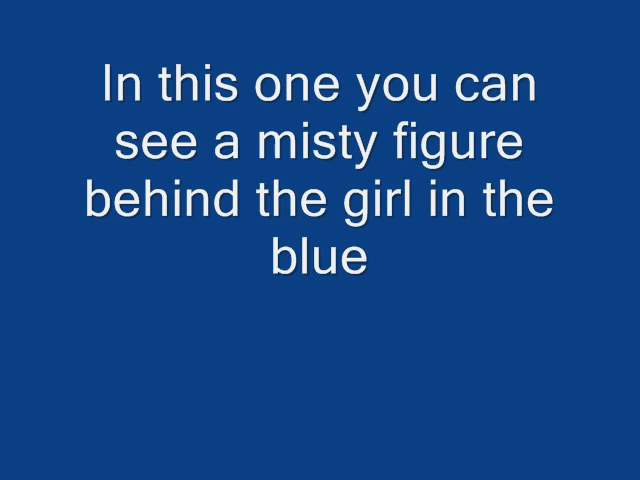 In this one you can
see a misty figure
behind the girl in the
blue